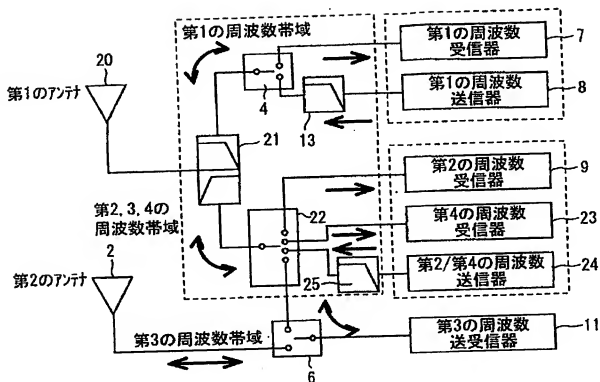 第1の周波数帯域
20
第1のアンテナ
4
13
第1の周波数
受信器
7
第1の周波数
送信器
8
21
第2,3,4の
周波数帯域
22
第2の周波数
受信器
9
第4の周波数
受信器
23
第2/第4の周波数
送信器
24
25
2
第2のアンテナ
第3の周波数帯域
6
第3の周波数
送受信器
11